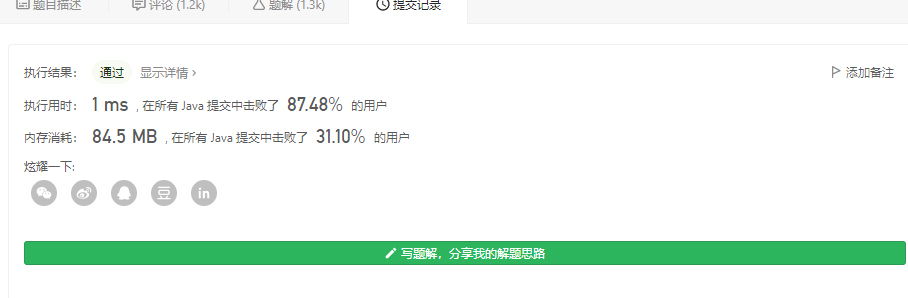 题目描述 评论 (1.2k) 题解 (1.3k) 提交记录
执行结果： 通过 显示详情 › 添加备注
执行用时： 1 ms , 在所有 Java 提交中击败了 87.48% 的用户
内存消耗： 84.5 MB , 在所有 Java 提交中击败了 31.10% 的用户
炫耀一下:
豆 in
写题解，分享我的解题思路